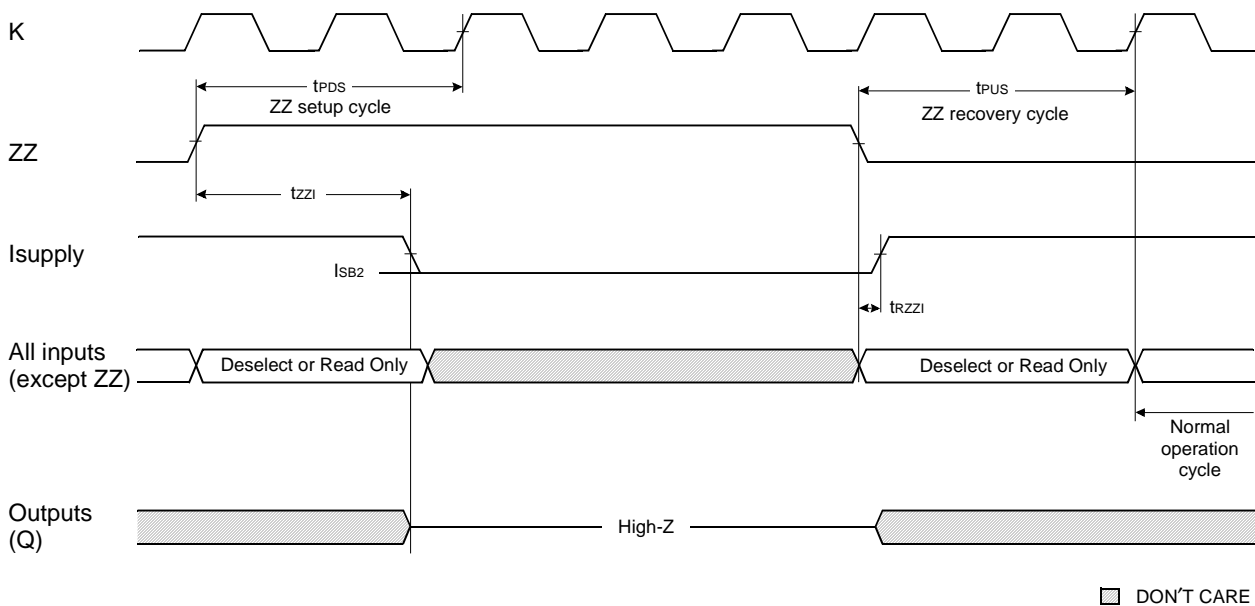 K
tPDS
ZZ setup cycle
tPUS
ZZ recovery cycle
ZZ
tZZI
Isupply
ISB2
tRZZI
All inputs
(except ZZ)
Deselect or Read Only
Deselect or Read Only
Normal
operation
cycle
Outputs
(Q)
High-Z
DON'T CARE